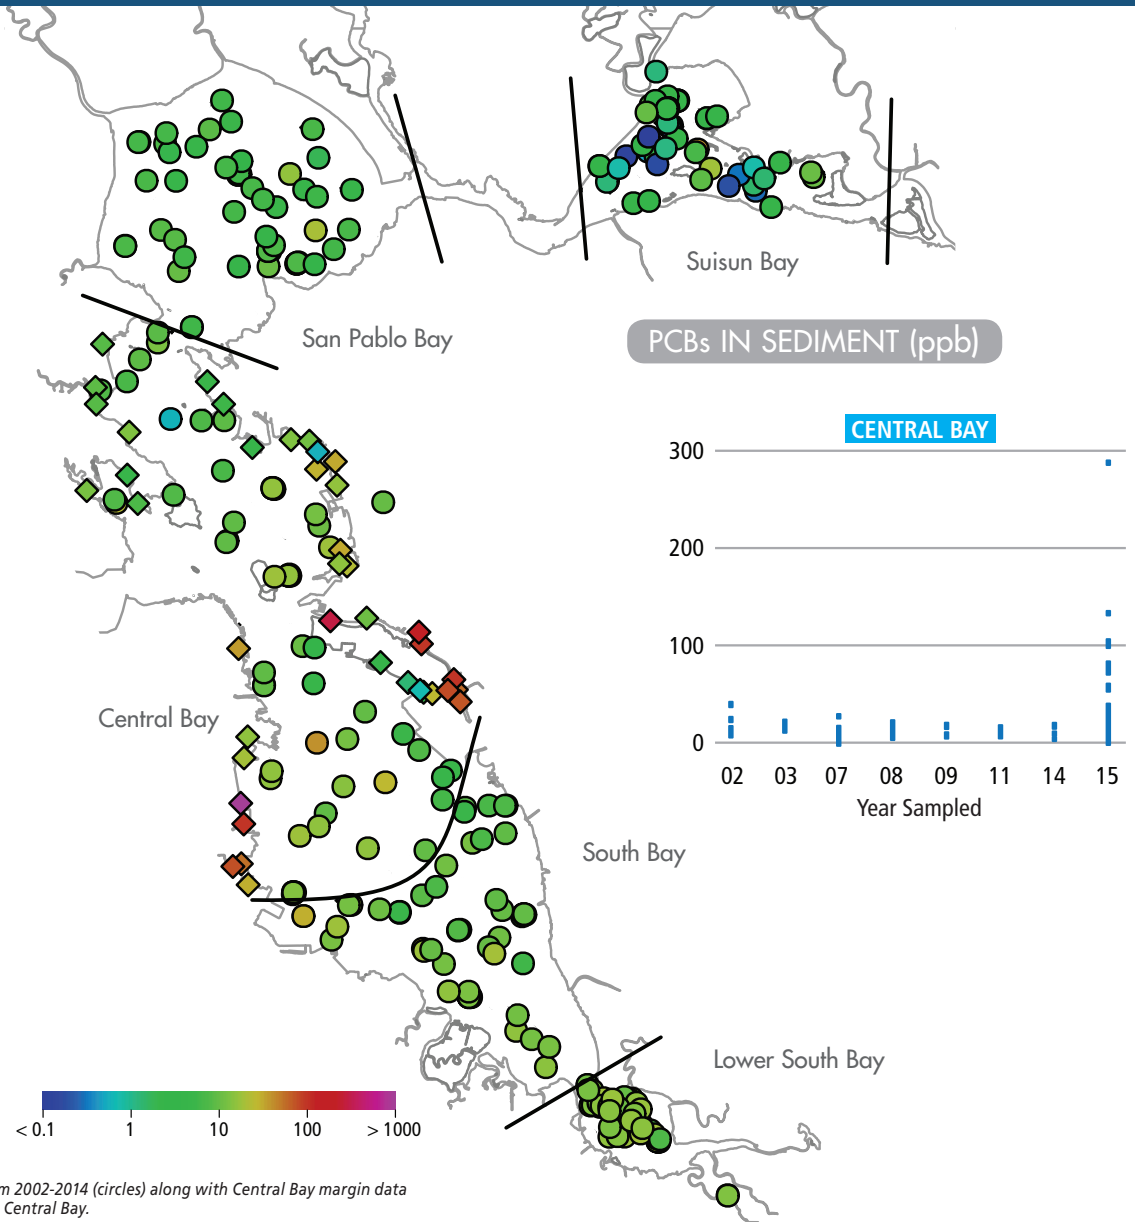 Suisun Bay
San Pablo Bay
PCBs IN SEDIMENT (ppb)
CENTRAL BAY
300
200
100
0
02 03 07 08 09 11 14 15
Year Sampled
Central Bay
South Bay
Lower South Bay
< 0.1 1 10 100 > 1000
2002-2014 (circles) along with Central Bay margin data
Central Bay.